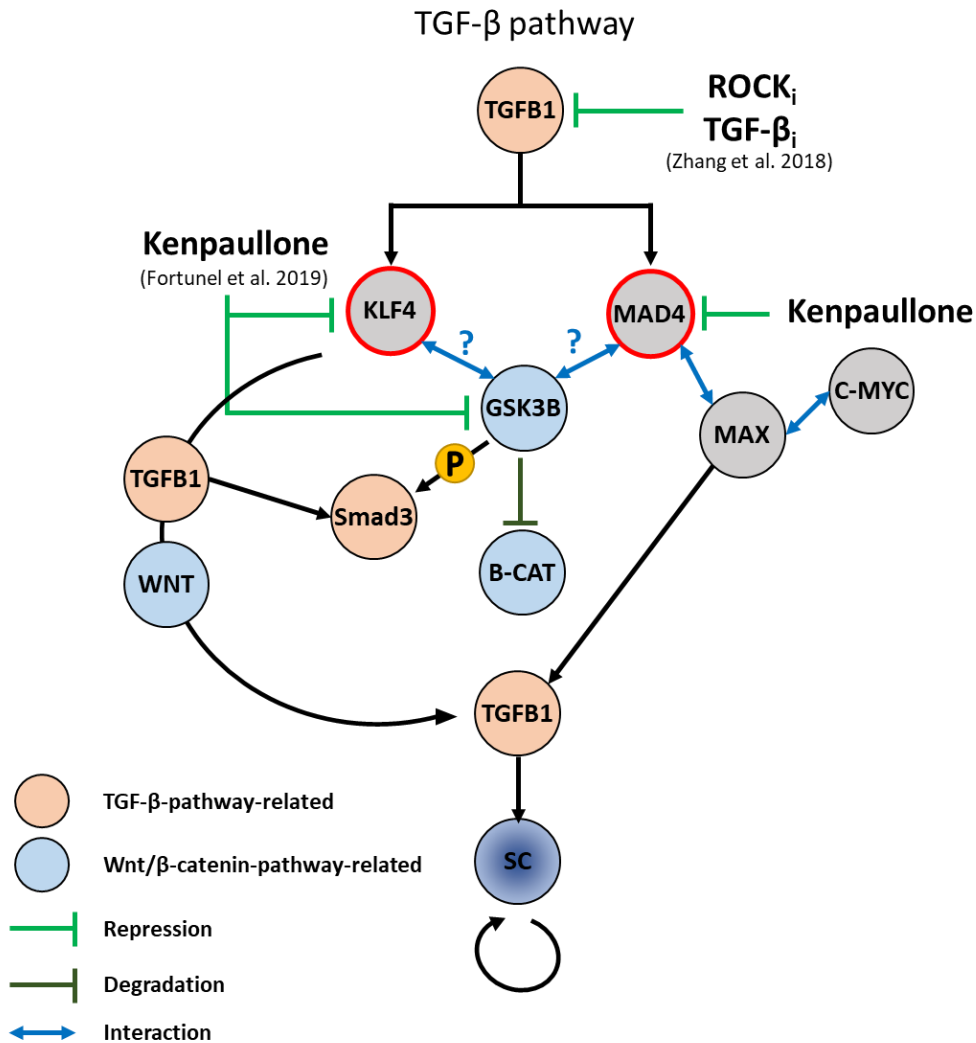 TGF-β pathway
TGFB1
ROCKi
TGF-βi
(Zhang et al. 2018)
Kenpaullone
(Fortunel et al. 2019)
KLF4
MAD4
Kenpaullone
?
?
GSK3B
C-MYC
MAX
P
TGFB1
Smad3
B-CAT
WNT
TGFB1
TGF-β-pathway-related
SC
Wnt/β-catenin-pathway-related
Repression
Degradation
Interaction